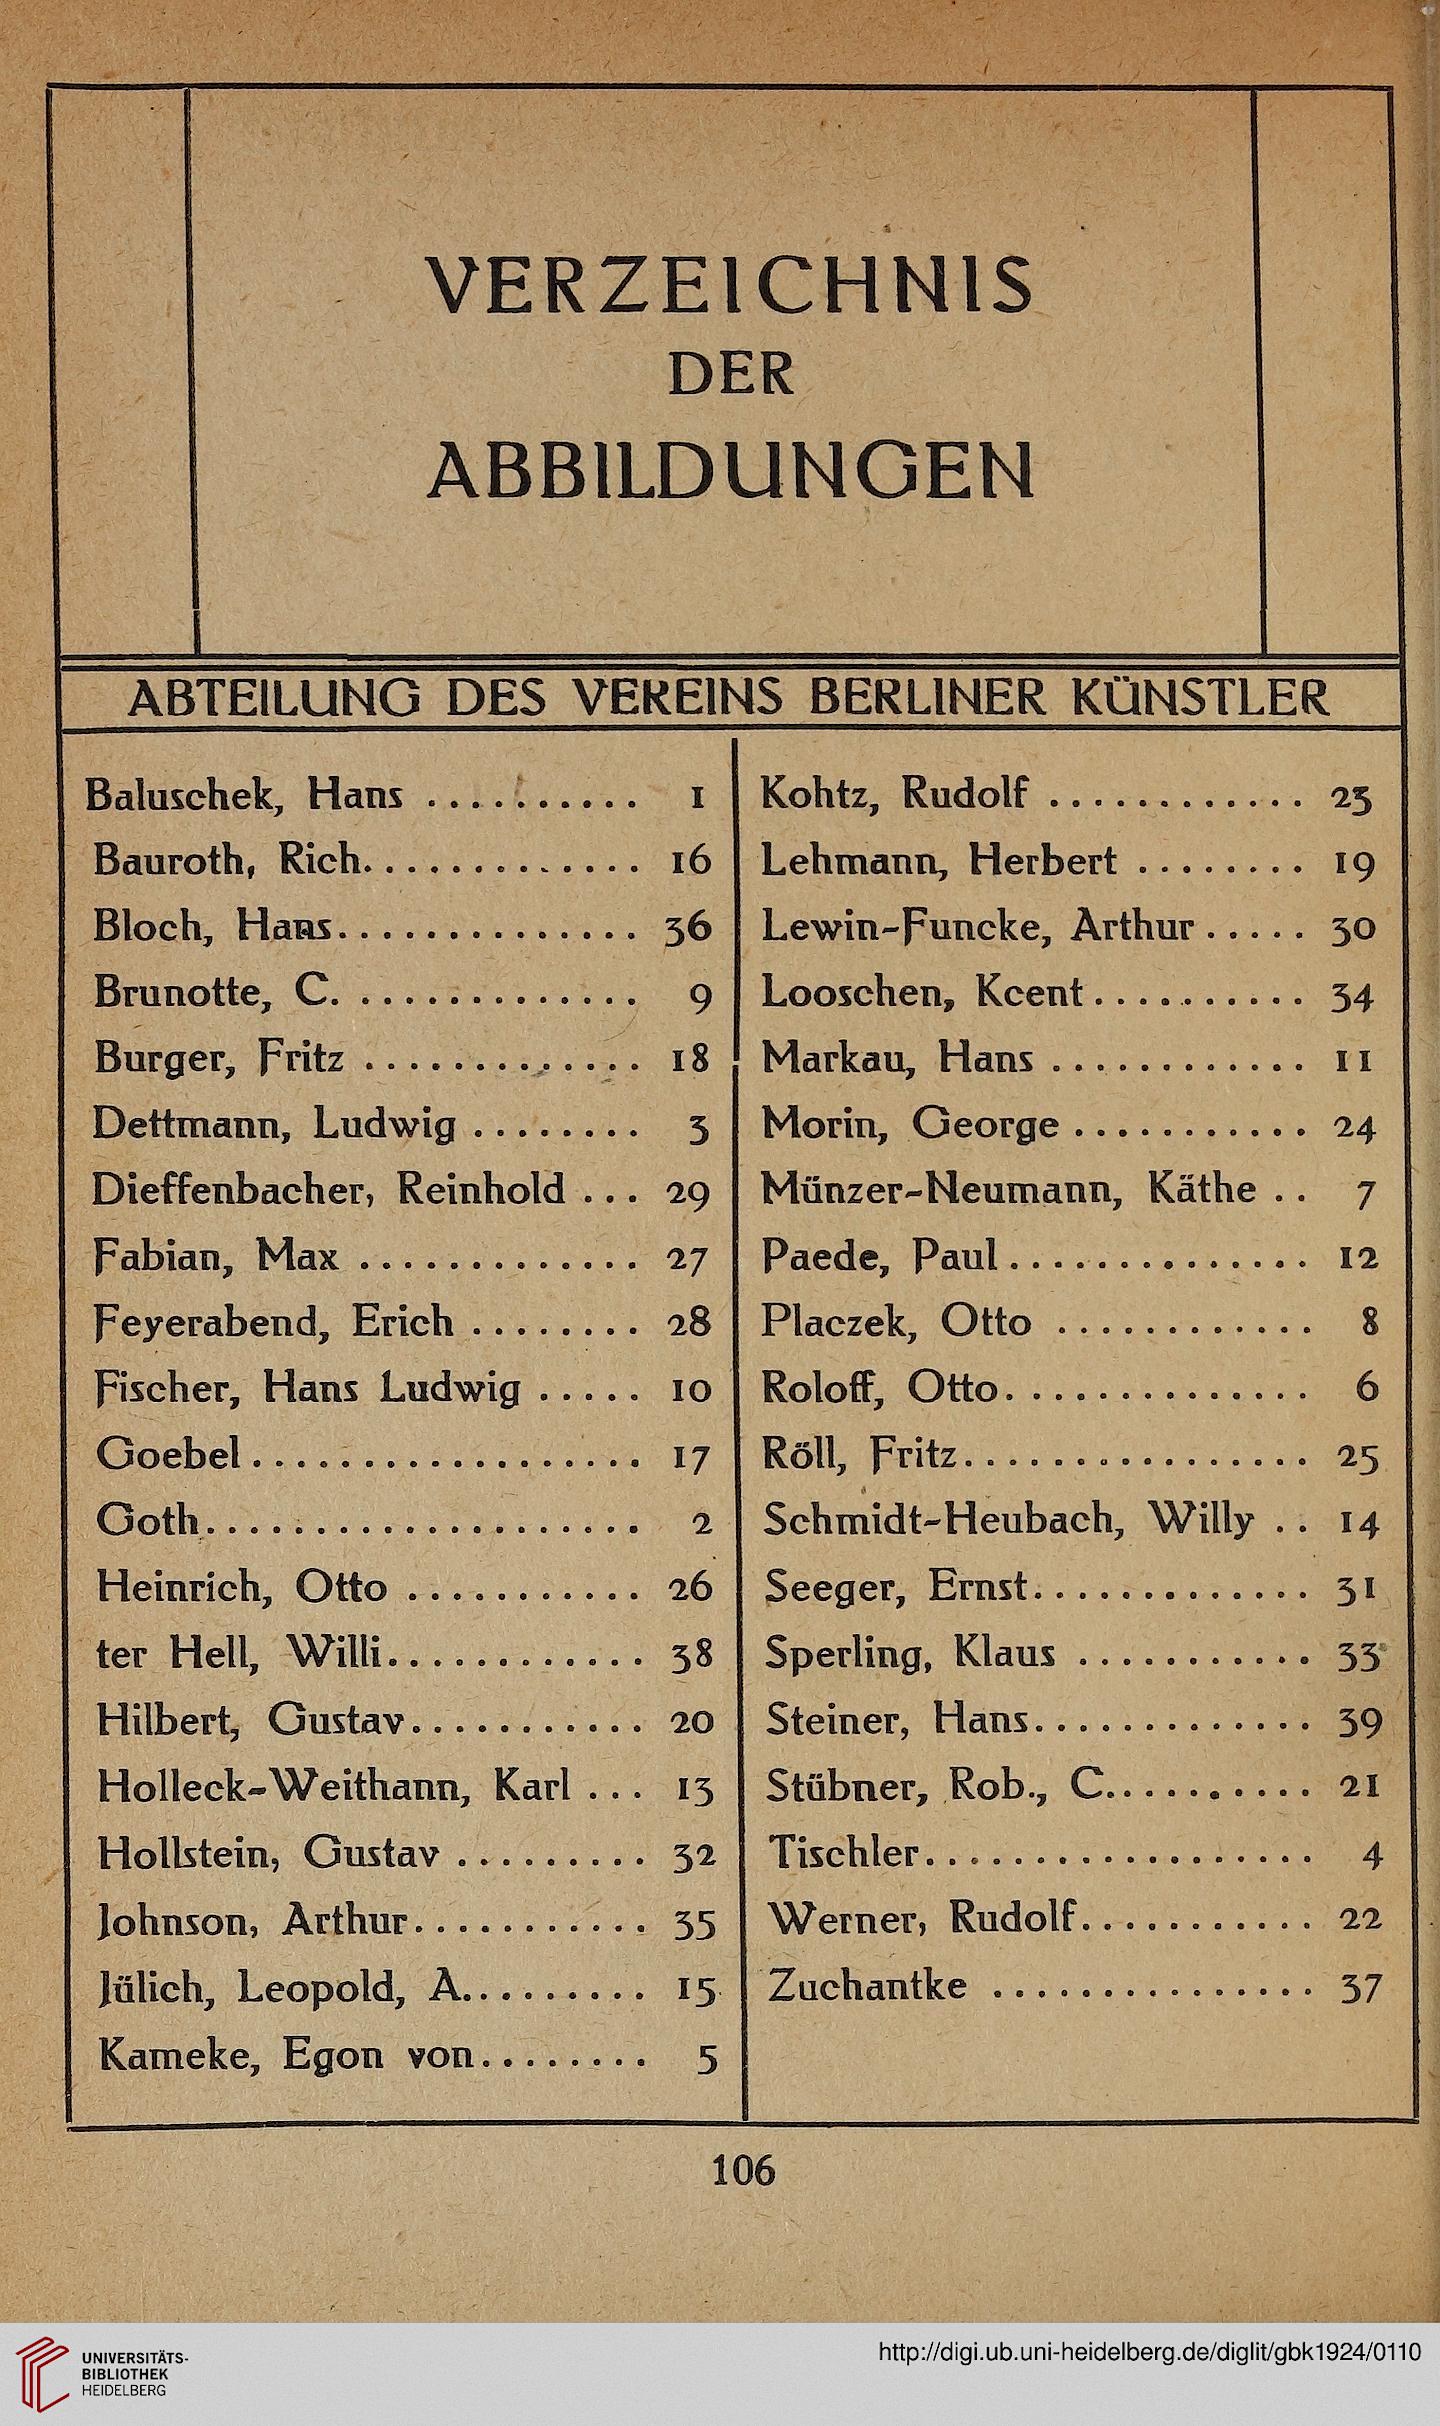 VERZEICHNIS
DER
ABBILDUNGEN
ABTEILUNG DES VEREINS BERLINER KÜNSTLER
Baluschek, Hans .......... 1
Bauroth, Rich. ............. 16
Bloch, Hans .............. 36
Brunotte, C. ............. 9
Burger, Fritz ............. 18
Dettmann, Ludwig ........ 3
Dieffenbacher, Reinhold ... 29
Fabian, Max ............. 27
Feyerabend, Erich ........ 28
Fischer, Hans Ludwig ..... 10
Goebel .................. 17
Goth .................... 2
Heinrich, Otto ........... 26
ter Hell, Willi ............ 38
Hilbert, Gustav ........... 20
Holleck-Weithann, Karl ... 13
Hollstein, Gustav ......... 32
Johnson, Arthur ........... 35
Jülich, Leopold, A. ........ 15
Kameke, Egon von ........ 5
Kohtz, Rudolf ............ 23
Lehmann, Herbert ........ 19
Lewin-Funcke, Arthur ..... 30
Looschen, Kcent .......... 34
Markau, Hans ............ 11
Morin, George ........... 24
Münzer-Neumann, Käthe .. 7
Paede, Paul .............. 12
Placzek, Otto ............ 8
Roloff, Otto .............. 6
Röll, Fritz ................ 25
Schmidt-Heubach, Willy .. 14
Seeger, Ernst ............. 31
Sperling, Klaus ........... 33
Steiner, Hans ............. 39
Stübner, Rob., C. ......... 21
Tischler .................. 4
Werner, Rudolf ........... 22
Zuchantke ............... 37
106
UNIVERSITÄTS-
BIBLIOTHEK
HEIDELBERG
http://digi.ub.uni-heidelberg.de/diglit/gbk1924/0110